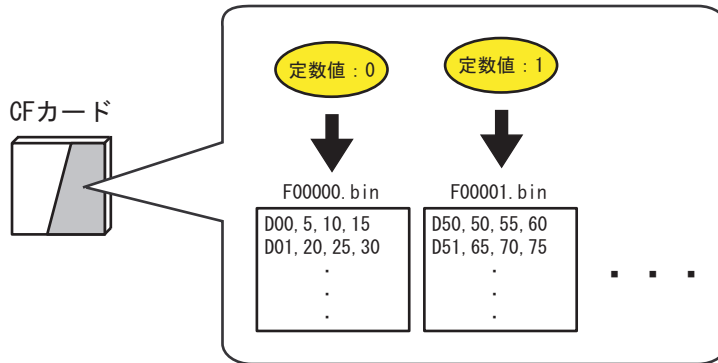 定数値：0
定数値：1
CFカード
F00000.bin
F00001.bin
D00, 5, 10, 15
D01, 20, 25, 30
D50, 50, 55, 60
D51, 65, 70, 75